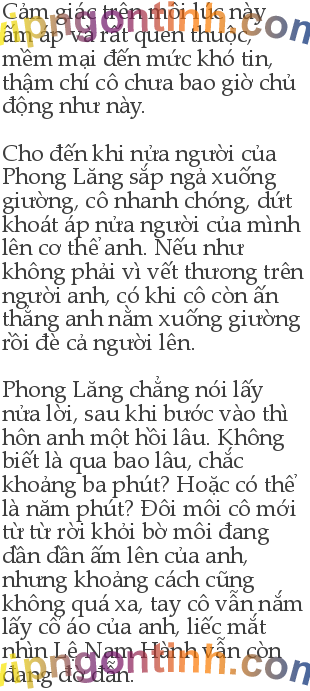 Cảm giác trên môi lúc này
ấm áp và rất quen thuộc,
mềm mại đến mức khó tin,
thậm chí cô chưa bao giờ chủ
động như này.
Cho đến khi nửa người của
Phong Lăng sắp ngả xuống
giường, cô nhanh chóng, dứt
khoát áp nửa người của mình
lên cơ thể anh. Nếu như
không phải vì vết thương trên
người anh, có khi cô còn ấn
thẳng anh nằm xuống giường
rồi đè cả người lên.
Phong Lăng chẳng nói lấy
nửa lời, sau khi bước vào thì
hôn anh một hồi lâu. Không
biết là qua bao lâu, chắc
khoảng ba phút? Hoặc có thể
là năm phút? Đôi môi cô mới
từ từ rời khỏi bờ môi đang
dần dần ấm lên của anh,
nhưng khoảng cách cũng
không quá xa, tay cô vẫn nắm
lấy cổ áo của anh, liếc mắt
nhìn Lệ Nam Hành vẫn còn
đang đờ đẫn.
vipngontinh.com
vipngontinh.com